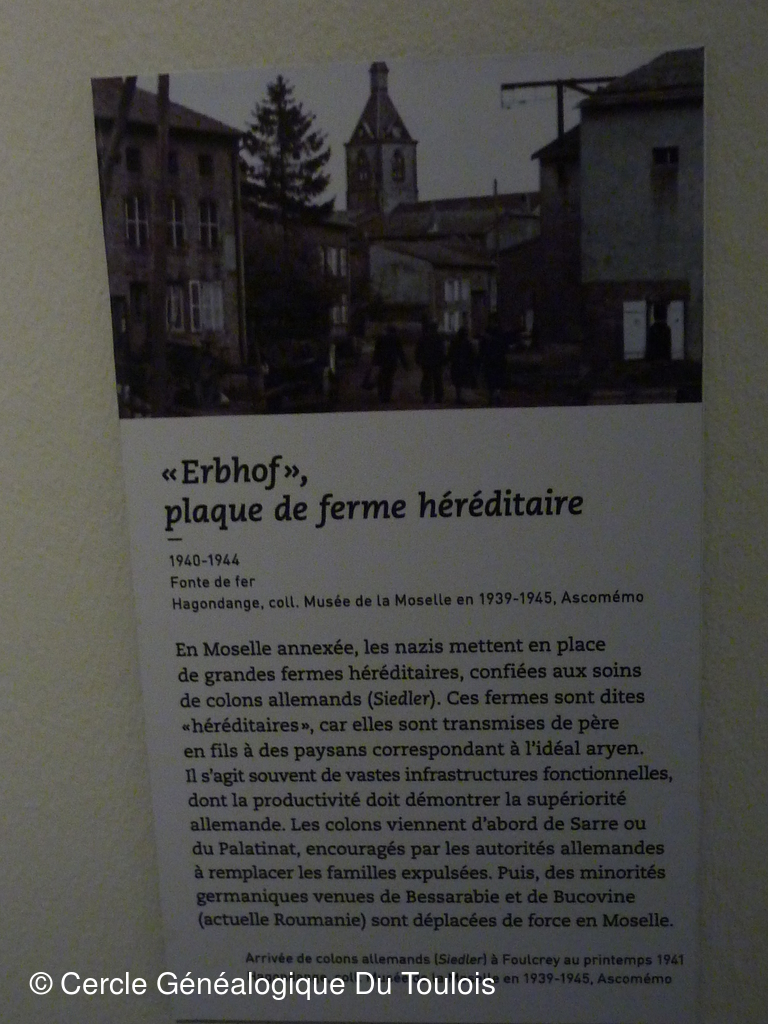 «Erbhof»,
plaque de ferme héréditaire
1940-1944
Fonte de fer
Hagondange, coll. Musée de la Moselle en 1939-1945, Ascomémo
En Moselle annexée, les nazis mettent en place
de grandes fermes héréditaires, confiées aux soins
de colons allemands (Siedler). Ces fermes sont dites
«héréditaires», car elles sont transmises de père
en fils à des paysans correspondant à l'idéal aryen.
Il s'agit souvent de vastes infrastructures fonctionnelles,
dont la productivité doit démontrer la supériorité
allemande. Les colons viennent d'abord de Sarre ou
du Palatinat, encouragés par les autorités allemandes
à remplacer les familles expulsées. Puis, des minorités
germaniques venues de Bessarabie et de Bucovine
(actuelle Roumanie) sont déplacées de force en Moselle.
Arrivée de colons allemands (Siedler) à Foulcrey au printemps 1941
Hagondange, coll. Musée de la Moselle en 1939-1945, Ascomémo
© Cercle Généalogique Du Toulois